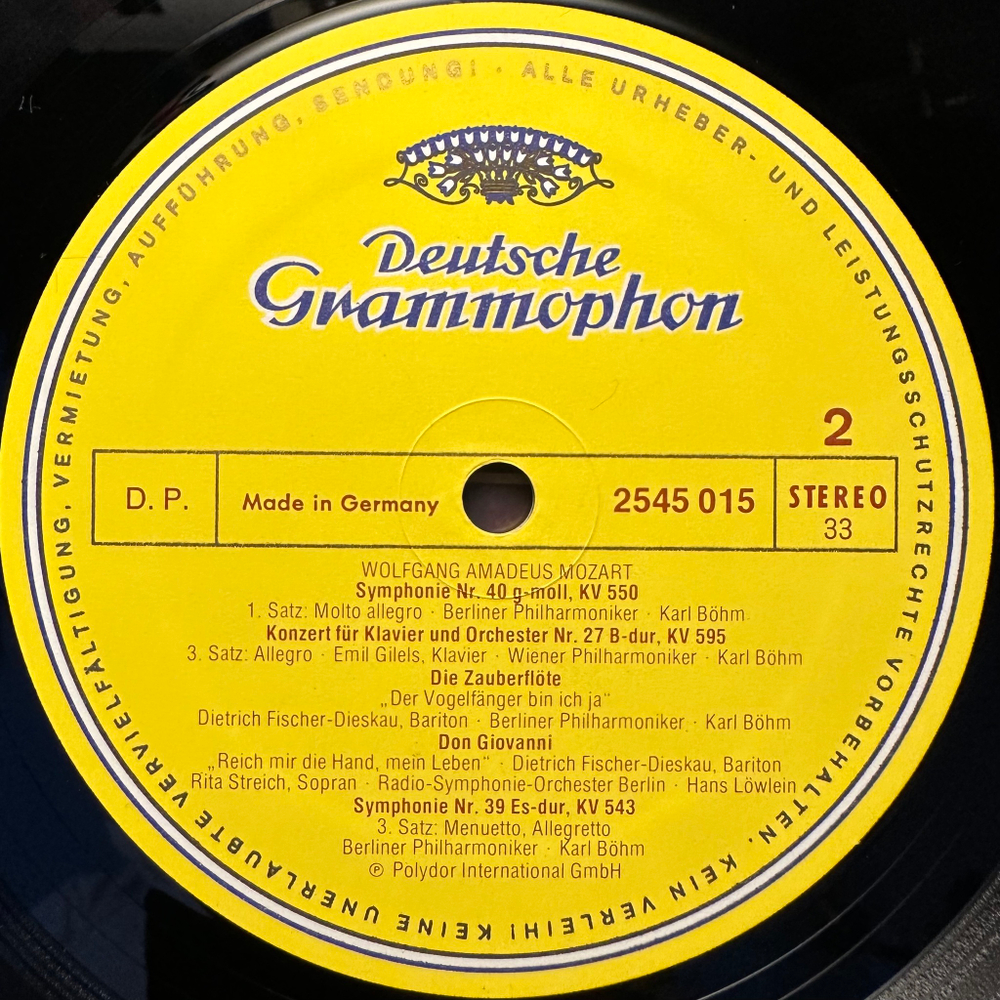 ALLE URHEBER- UND LEISTUNGSSCHUTZRECHTE VORBEHALTEN. KEIN VERLEIH! KEINE UNERLAUBTE VERVIELFÄLTIGUNG, VERMIETUNG, AUFFÜHRUNG, SENDUNG! ·
Deutsche
Grammophon
2
D. P.
Made in Germany
2545 015
STEREO
33
WOLFGANG AMADEUS MOZART
Symphonie Nr. 40 g-moll, KV 550
1. Satz: Molto allegro · Berliner Philharmoniker · Karl Böhm
Konzert für Klavier und Orchester Nr. 27 B-dur, KV 595
3. Satz: Allegro · Emil Gilels, Klavier · Wiener Philharmoniker · Karl Böhm
Die Zauberflöte
„Der Vogelfänger bin ich ja“
Dietrich Fischer-Dieskau, Bariton · Berliner Philharmoniker · Karl Böhm
Don Giovanni
„Reich mir die Hand, mein Leben“ · Dietrich Fischer-Dieskau, Bariton
Rita Streich, Sopran · Radio-Symphonie-Orchester Berlin · Hans Löwlein
Symphonie Nr. 39 Es-dur, KV 543
3. Satz: Menuetto, Allegretto
Berliner Philharmoniker · Karl Böhm
℗ Polydor International GmbH